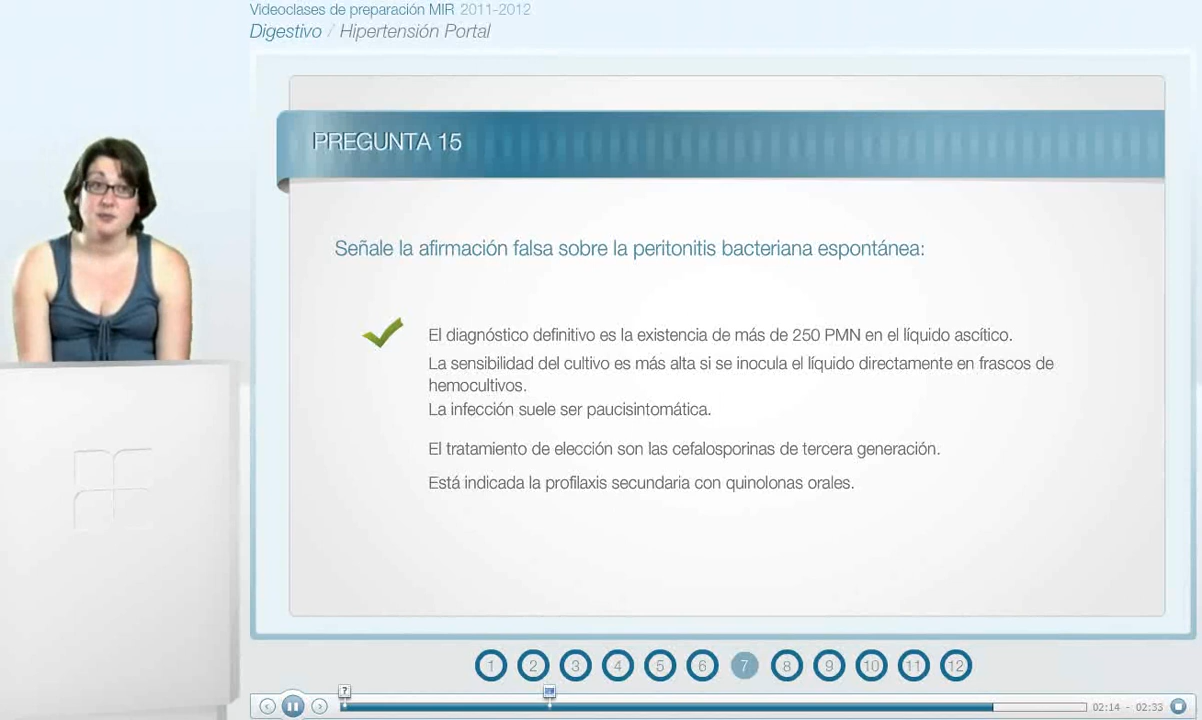 Videoclases de preparación MIR 2011-2012
Digestivo / Hipertensión Portal
PREGUNTA 15
Señale la afirmación falsa sobre la peritonitis bacteriana espontánea:
El diagnóstico definitivo es la existencia de más de 250 PMN en el líquido ascítico.
La sensibilidad del cultivo es más alta si se inocula el líquido directamente en frascos de
hemocultivos.
La infección suele ser paucisintomática.
El tratamiento de elección son las cefalosporinas de tercera generación.
Está indicada la profilaxis secundaria con quinolonas orales.
1 2 3 4 5 6 7 8 9 10 11 12
?
02:14 - 02:33